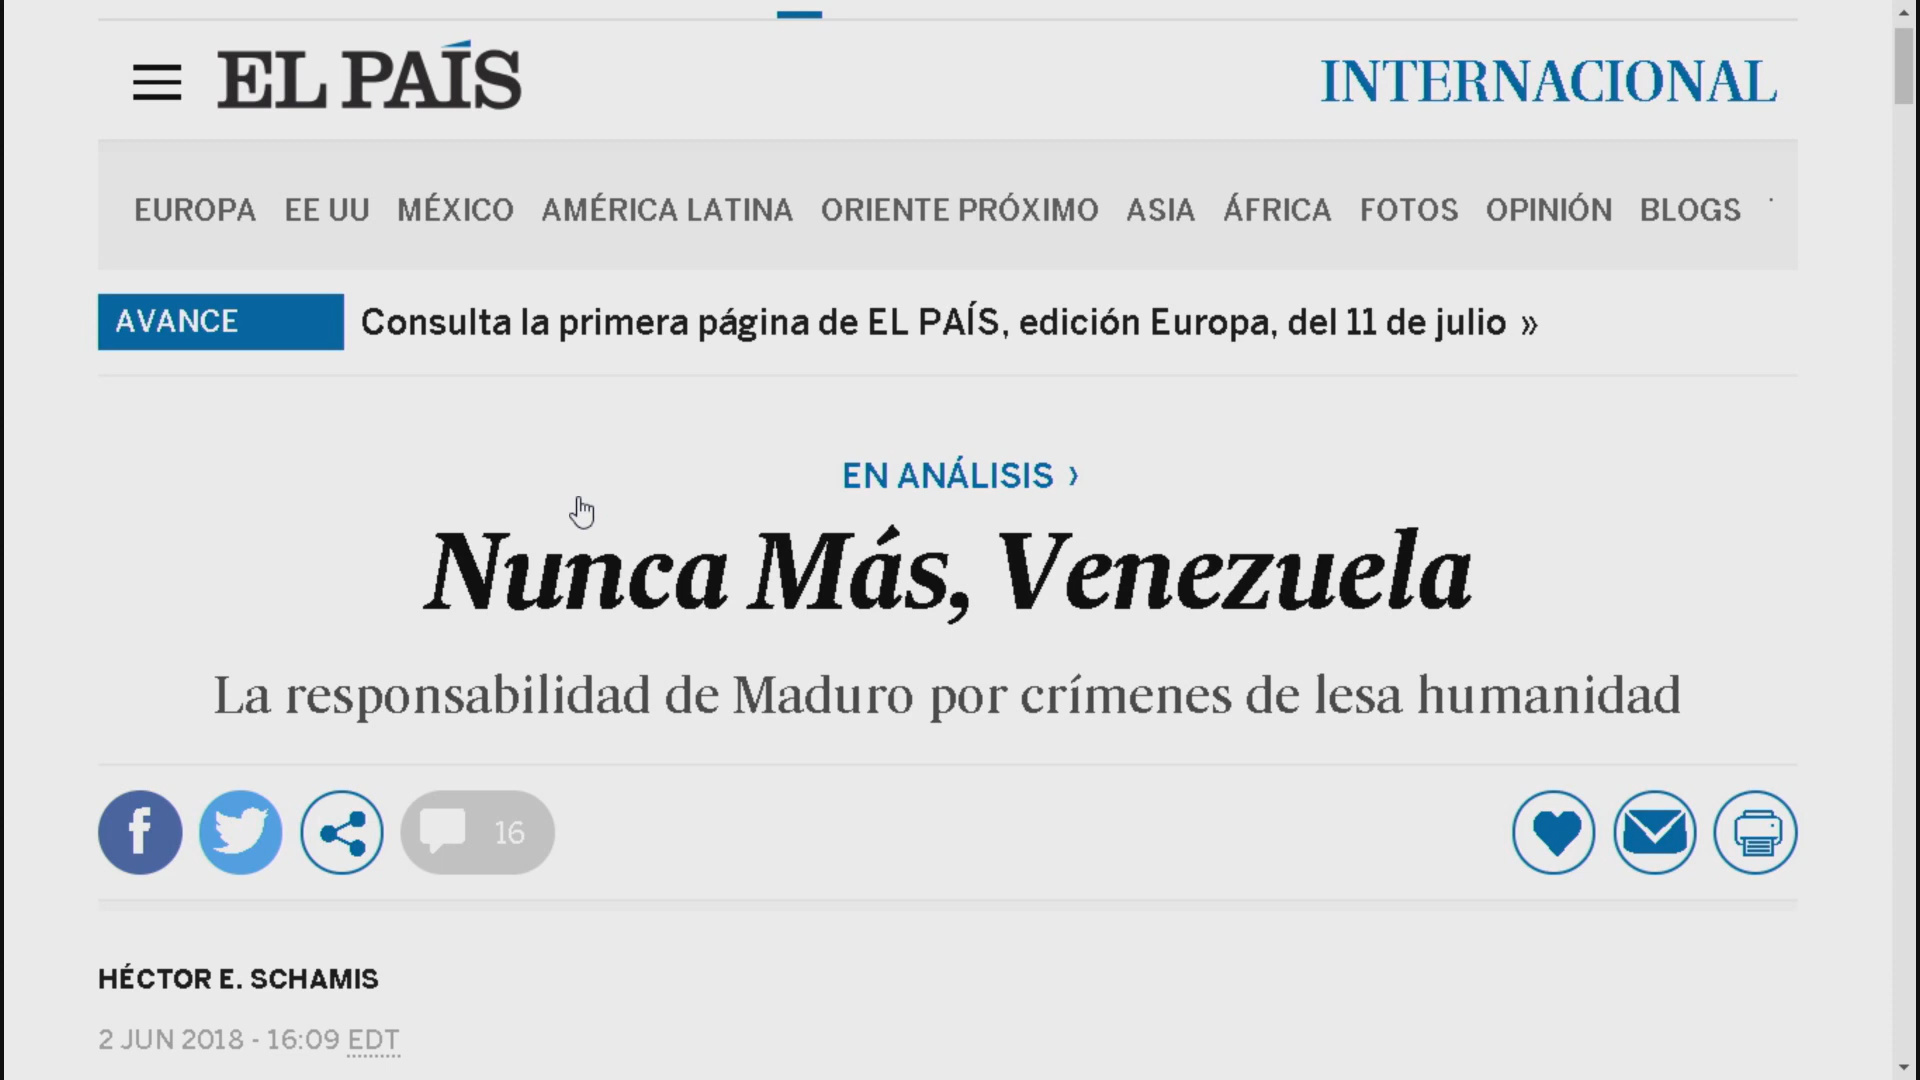 EL PAÍS
INTERNACIONAL
EUROPA EE UU MÉXICO AMÉRICA LATINA ORIENTE PRÓXIMO ASIA ÁFRICA FOTOS OPINIÓN BLOGS
AVANCE Consulta la primera página de EL PAÍS, edición Europa, del 11 de julio »
EN ANÁLISIS ›
Nunca Más, Venezuela
La responsabilidad de Maduro por crímenes de lesa humanidad
16
HÉCTOR E. SCHAMIS
2 JUN 2018 - 16:09 EDT